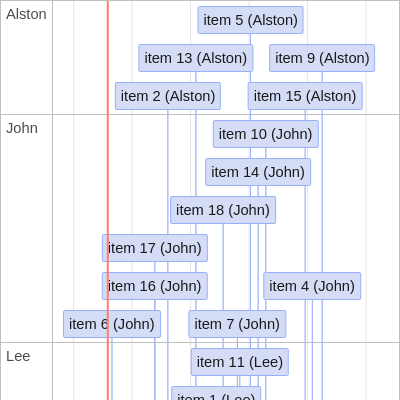 Alston
item 5 (Alston)
item 13 (Alston)
item 9 (Alston)
item 2 (Alston)
item 15 (Alston)
John
item 10 (John)
item 14 (John)
item 18 (John)
item 17 (John)
item 16 (John)
item 4 (John)
item 6 (John)
item 7 (John)
Lee
item 11 (Lee)
item 1 (Lee)